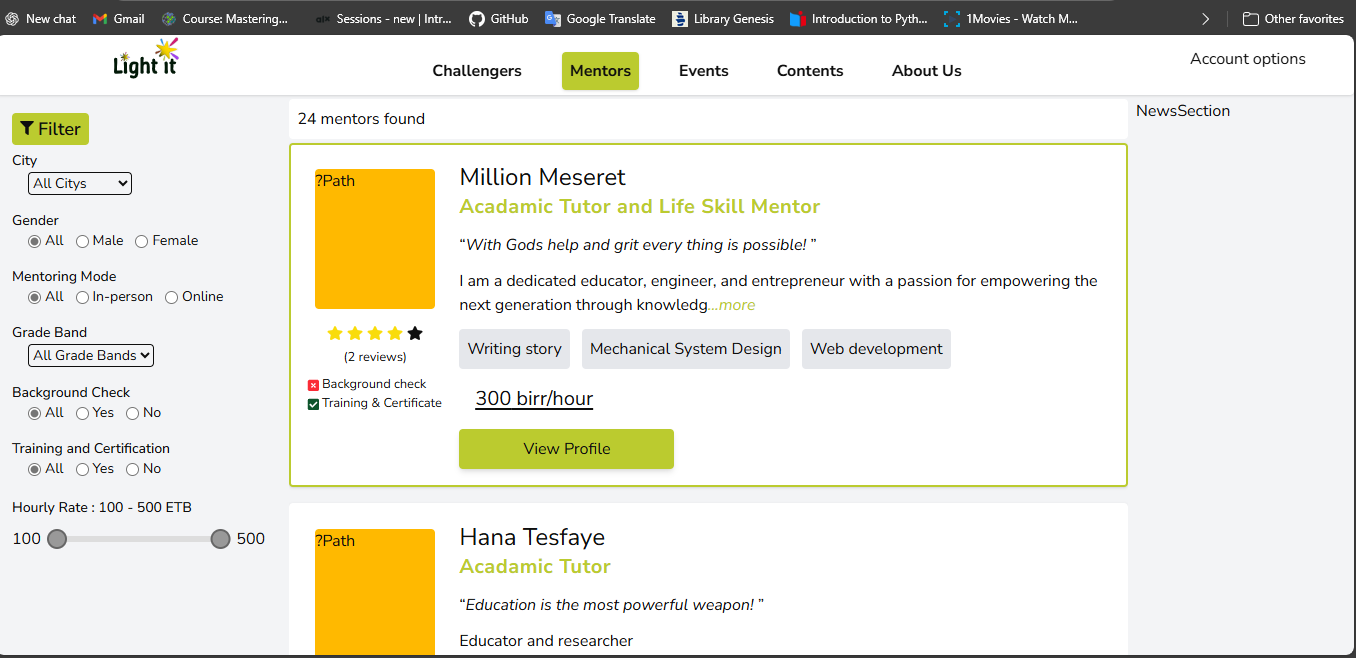 New chat
Gmail
Course: Mastering...
Sessions - new | Intr...
GitHub
Google Translate
Library Genesis
Introduction to Pyth...
1Movies - Watch M...
Other favorites
Light it
Challengers
Mentors
Events
Contents
About Us
Account options
Filter
City
All Citys
Gender
All Male Female
Mentoring Mode
All In-person Online
Grade Band
All Grade Bands
Background Check
All Yes No
Training and Certification
All Yes No
Hourly Rate : 100 - 500 ETB
100 500
24 mentors found
?Path
(2 reviews)
Background check
Training & Certificate
Million Meseret
Acadamic Tutor and Life Skill Mentor
“With Gods help and grit every thing is possible! ”
I am a dedicated educator, engineer, and entrepreneur with a passion for empowering the
next generation through knowledg...more
Writing story
Mechanical System Design
Web development
300 birr/hour
View Profile
?Path
Hana Tesfaye
Acadamic Tutor
“Education is the most powerful weapon! ”
Educator and researcher
NewsSection